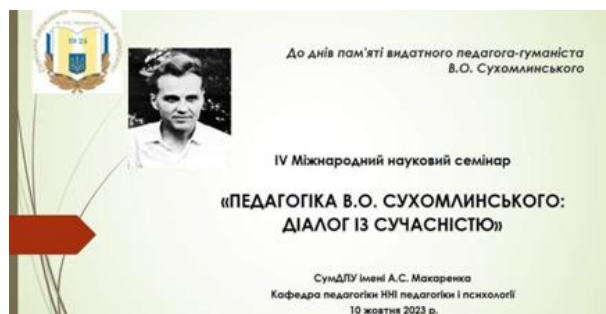 До днів пам'яті видатного педагога-гуманіста
В.О. Сухомлинського
IV Міжнародний науковий семінар
«ПЕДАГОГІКА В.О. СУХОМЛИНСЬКОГО:
ДІАЛОГ ІЗ СУЧАСНІСТЮ»
СумДПУ імені А.С. Макаренка
Кафедра педагогіки ННІ педагогіки і психології
10 жовтня 2023 р.